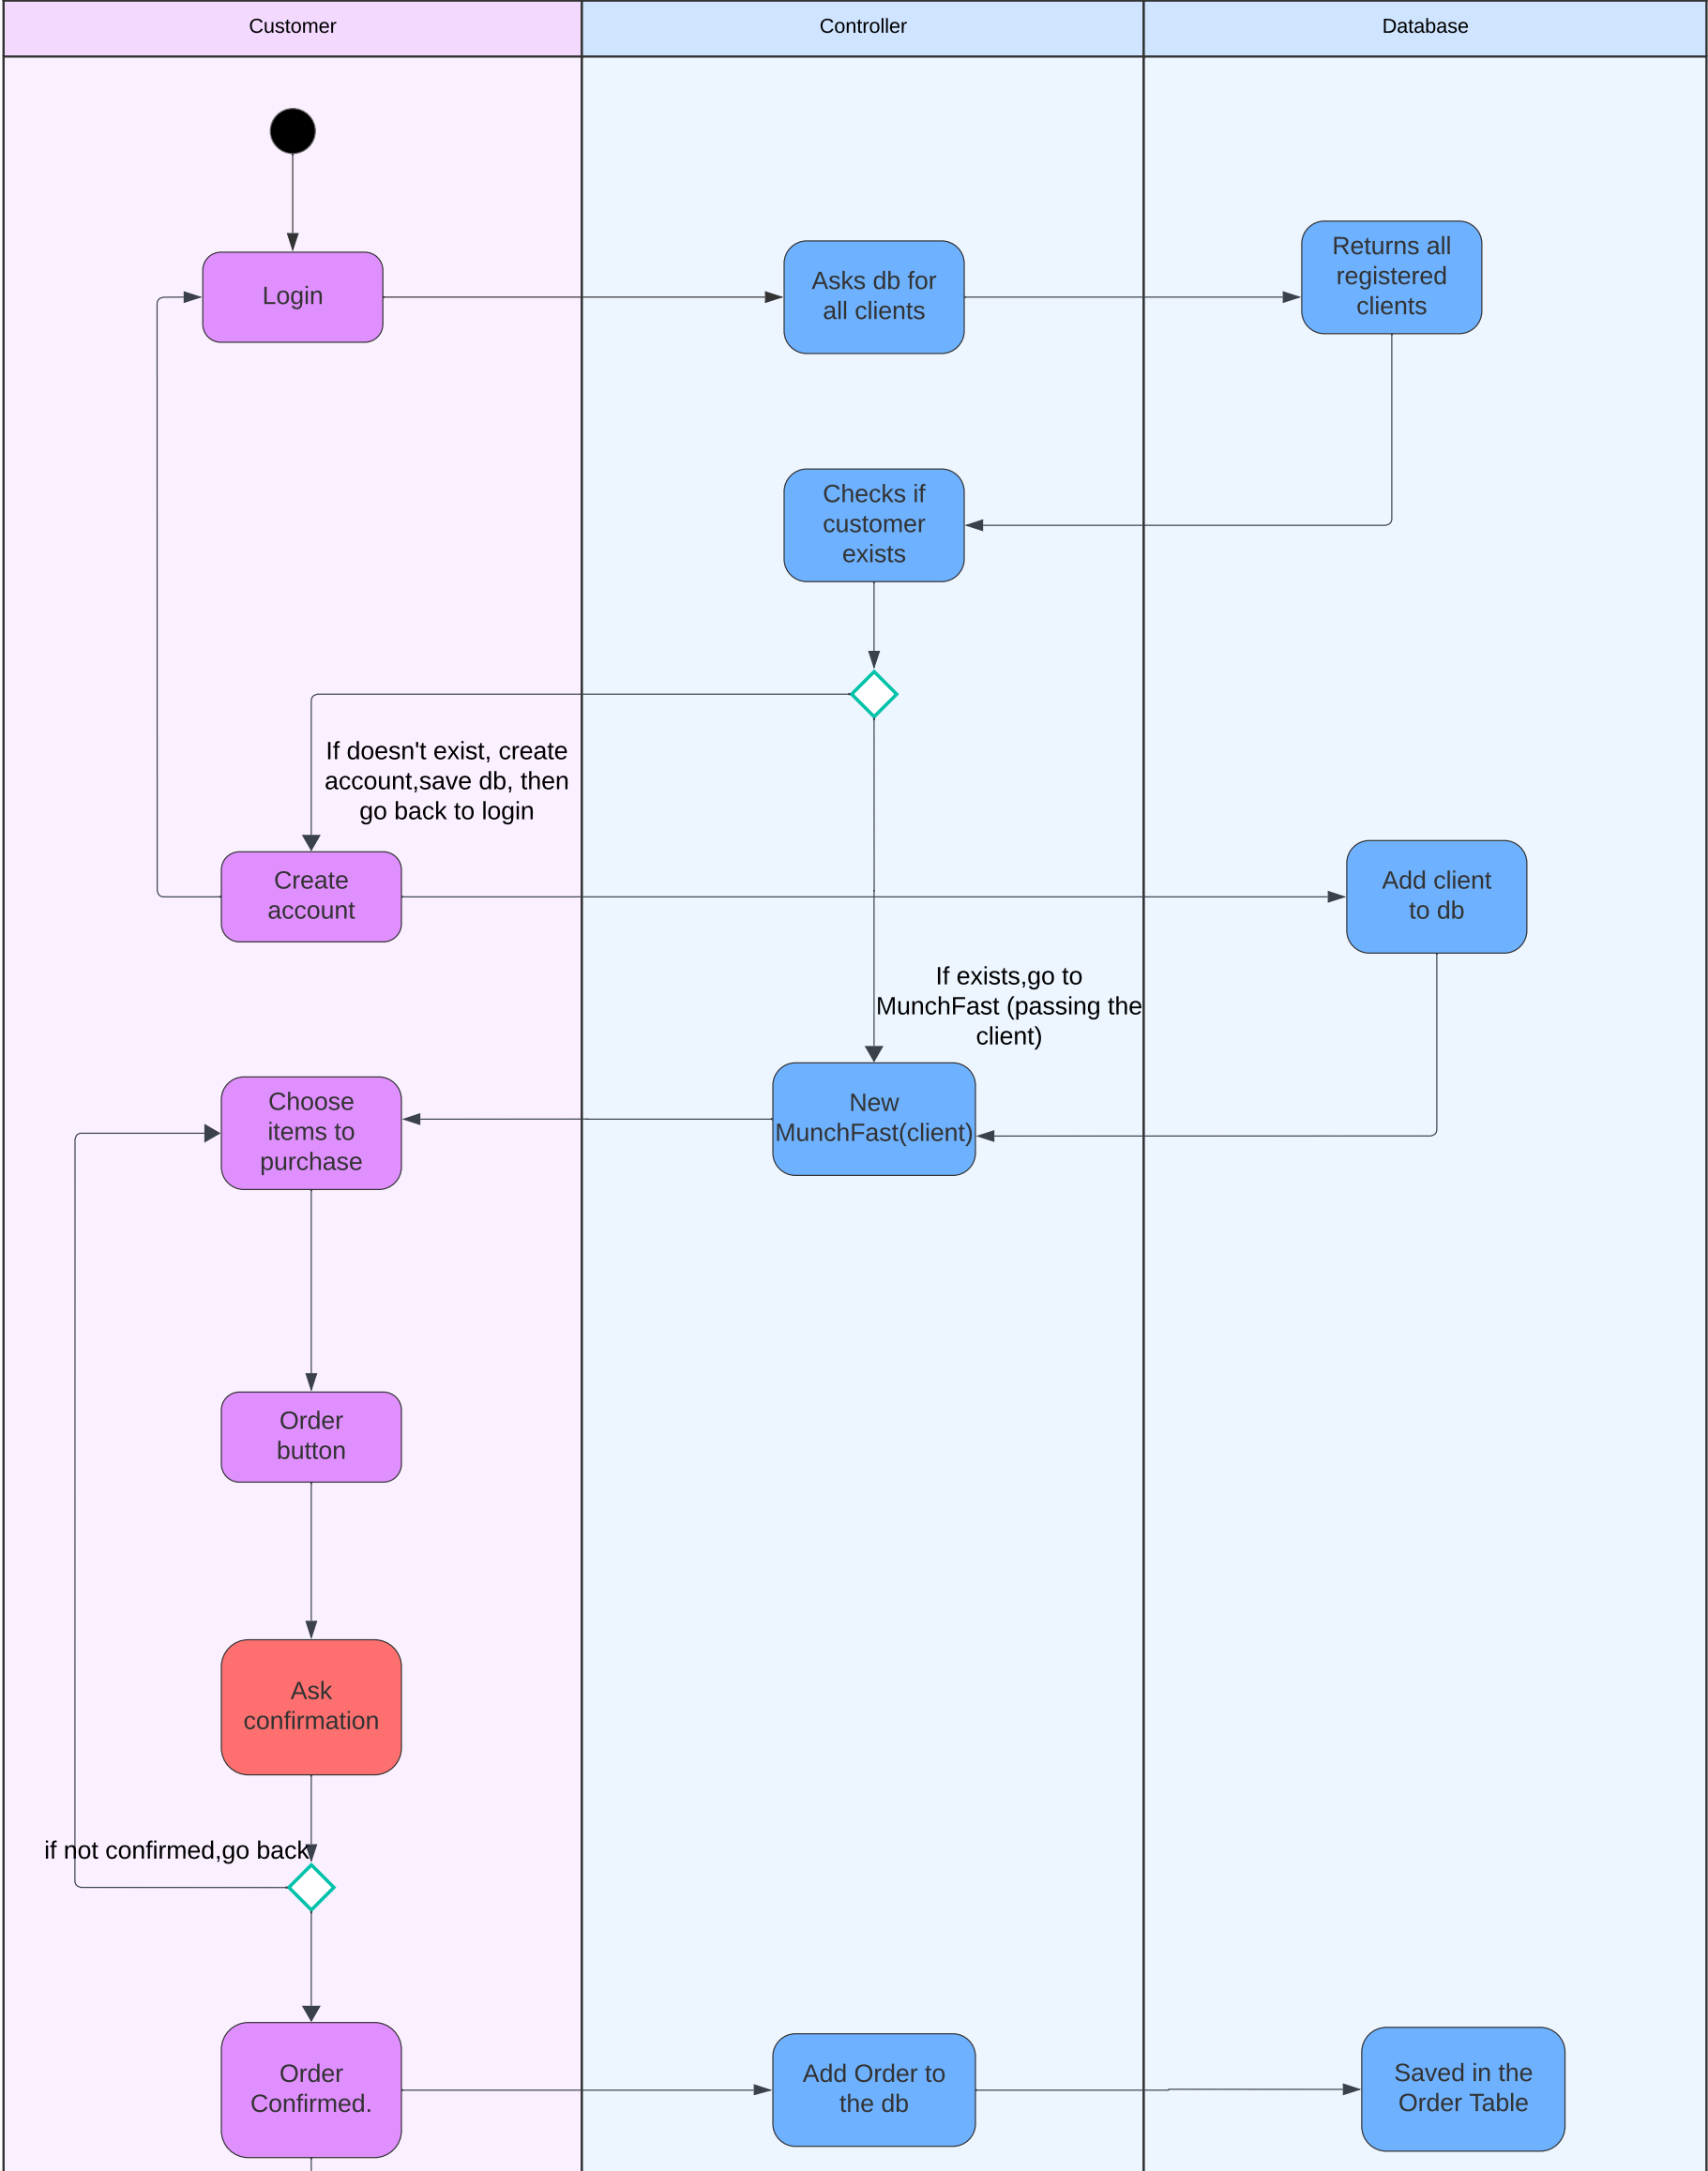 Customer
Controller
Database
Login
Asks db for
all clients
Returns all
registered
clients
Checks if
customer
exists
If doesn't exist, create
account,save db, then
go back to login
Create
account
Add client
to db
If exists,go to
MunchFast (passing the
client)
Choose
items to
purchase
New
MunchFast(client)
Order
button
Ask
confirmation
if not confirmed,go back
Order
Confirmed.
Add Order to
the db
Saved in the
Order Table